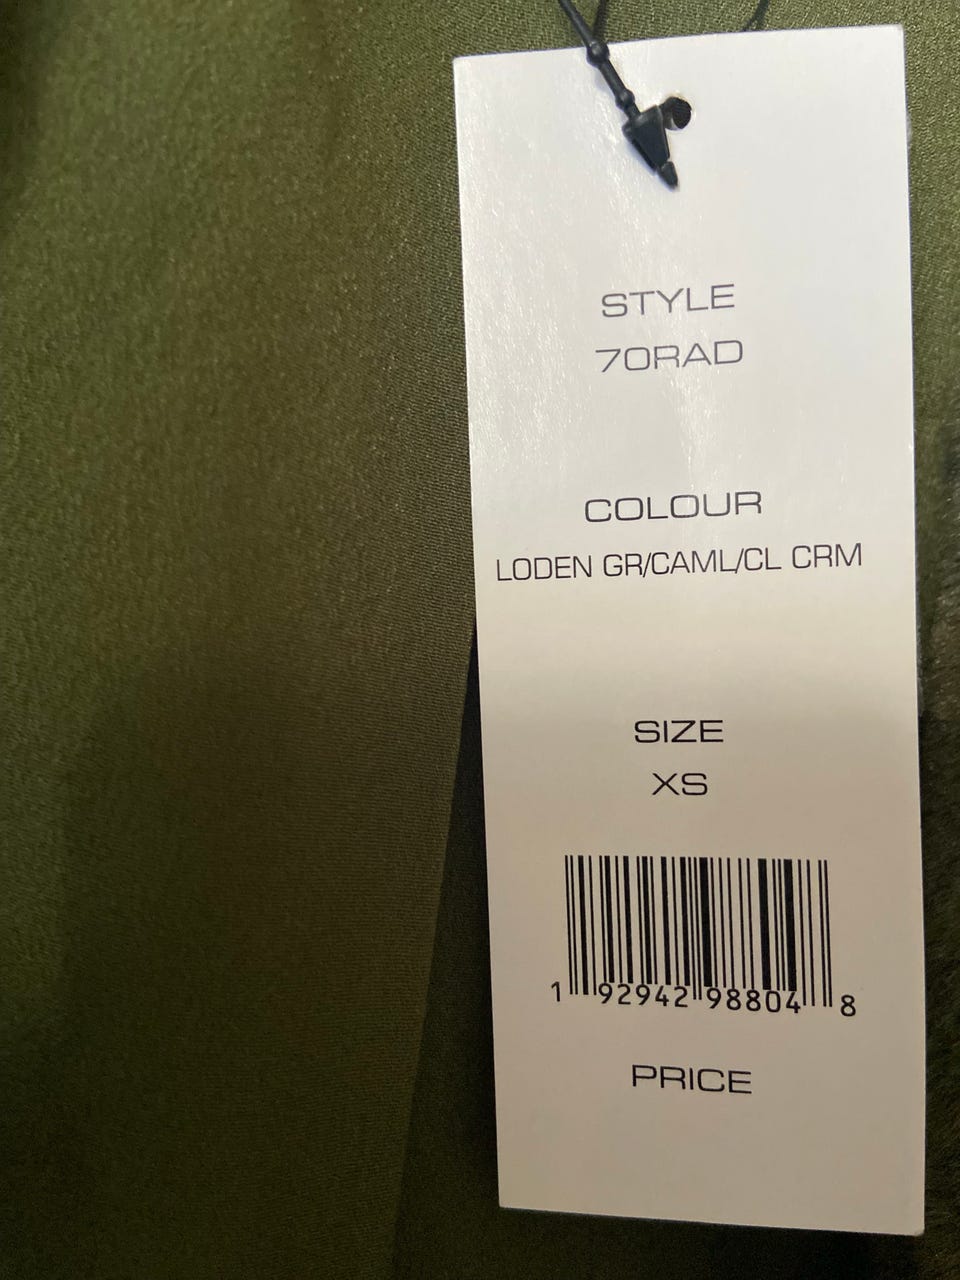 STYLE
70RAD
COLOUR
LODEN GR/CAML/CL CRM
SIZE
XS
1 92942 98804 8
PRICE